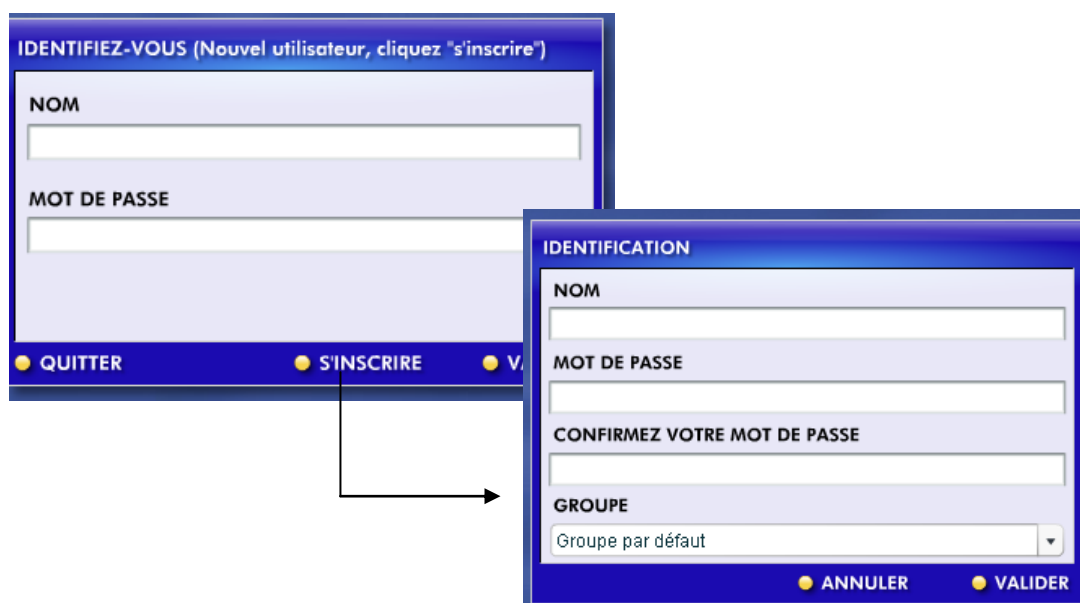 IDENTIFIEZ-VOUS (Nouvel utilisateur, cliquez "s'inscrire")
NOM
MOT DE PASSE
QUITTER
S'INSCRIRE
IDENTIFICATION
NOM
MOT DE PASSE
CONFIRMEZ VOTRE MOT DE PASSE
GROUPE
Groupe par défaut
ANNULER
VALIDER